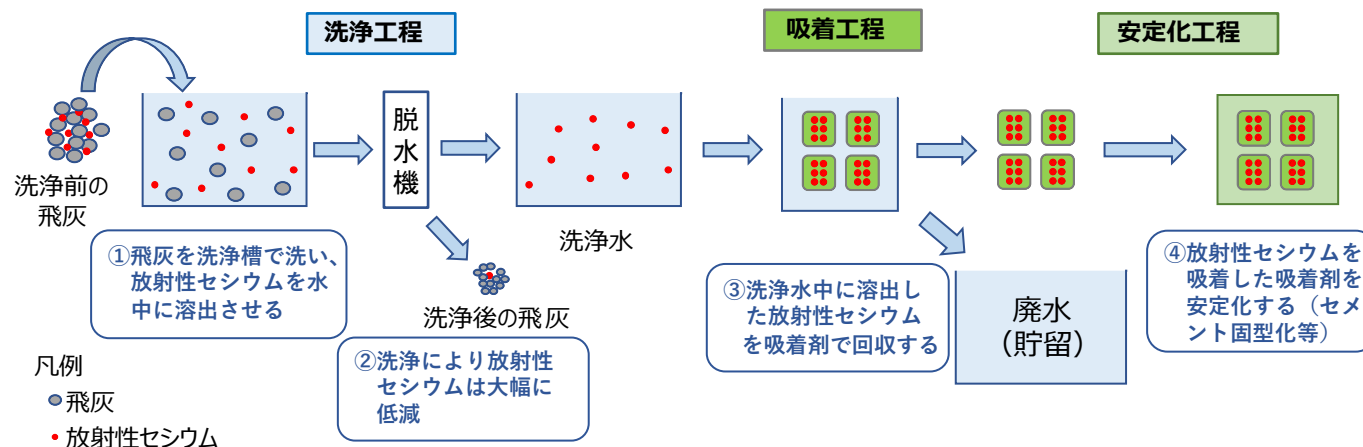 洗浄工程
吸着工程
安定化工程
洗浄前の
飛灰
脱
水
機
洗浄水
①飛灰を洗浄槽で洗い、
放射性セシウムを水
中に溶出させる
洗浄後の飛灰
②洗浄により放射性
セシウムは大幅に
低減
③洗浄水中に溶出し
た放射性セシウム
を吸着剤で回収する
廃水
（貯留）
④放射性セシウムを
吸着した吸着剤を
安定化する（セメ
ント固型化等）
凡例
飛灰
放射性セシウム